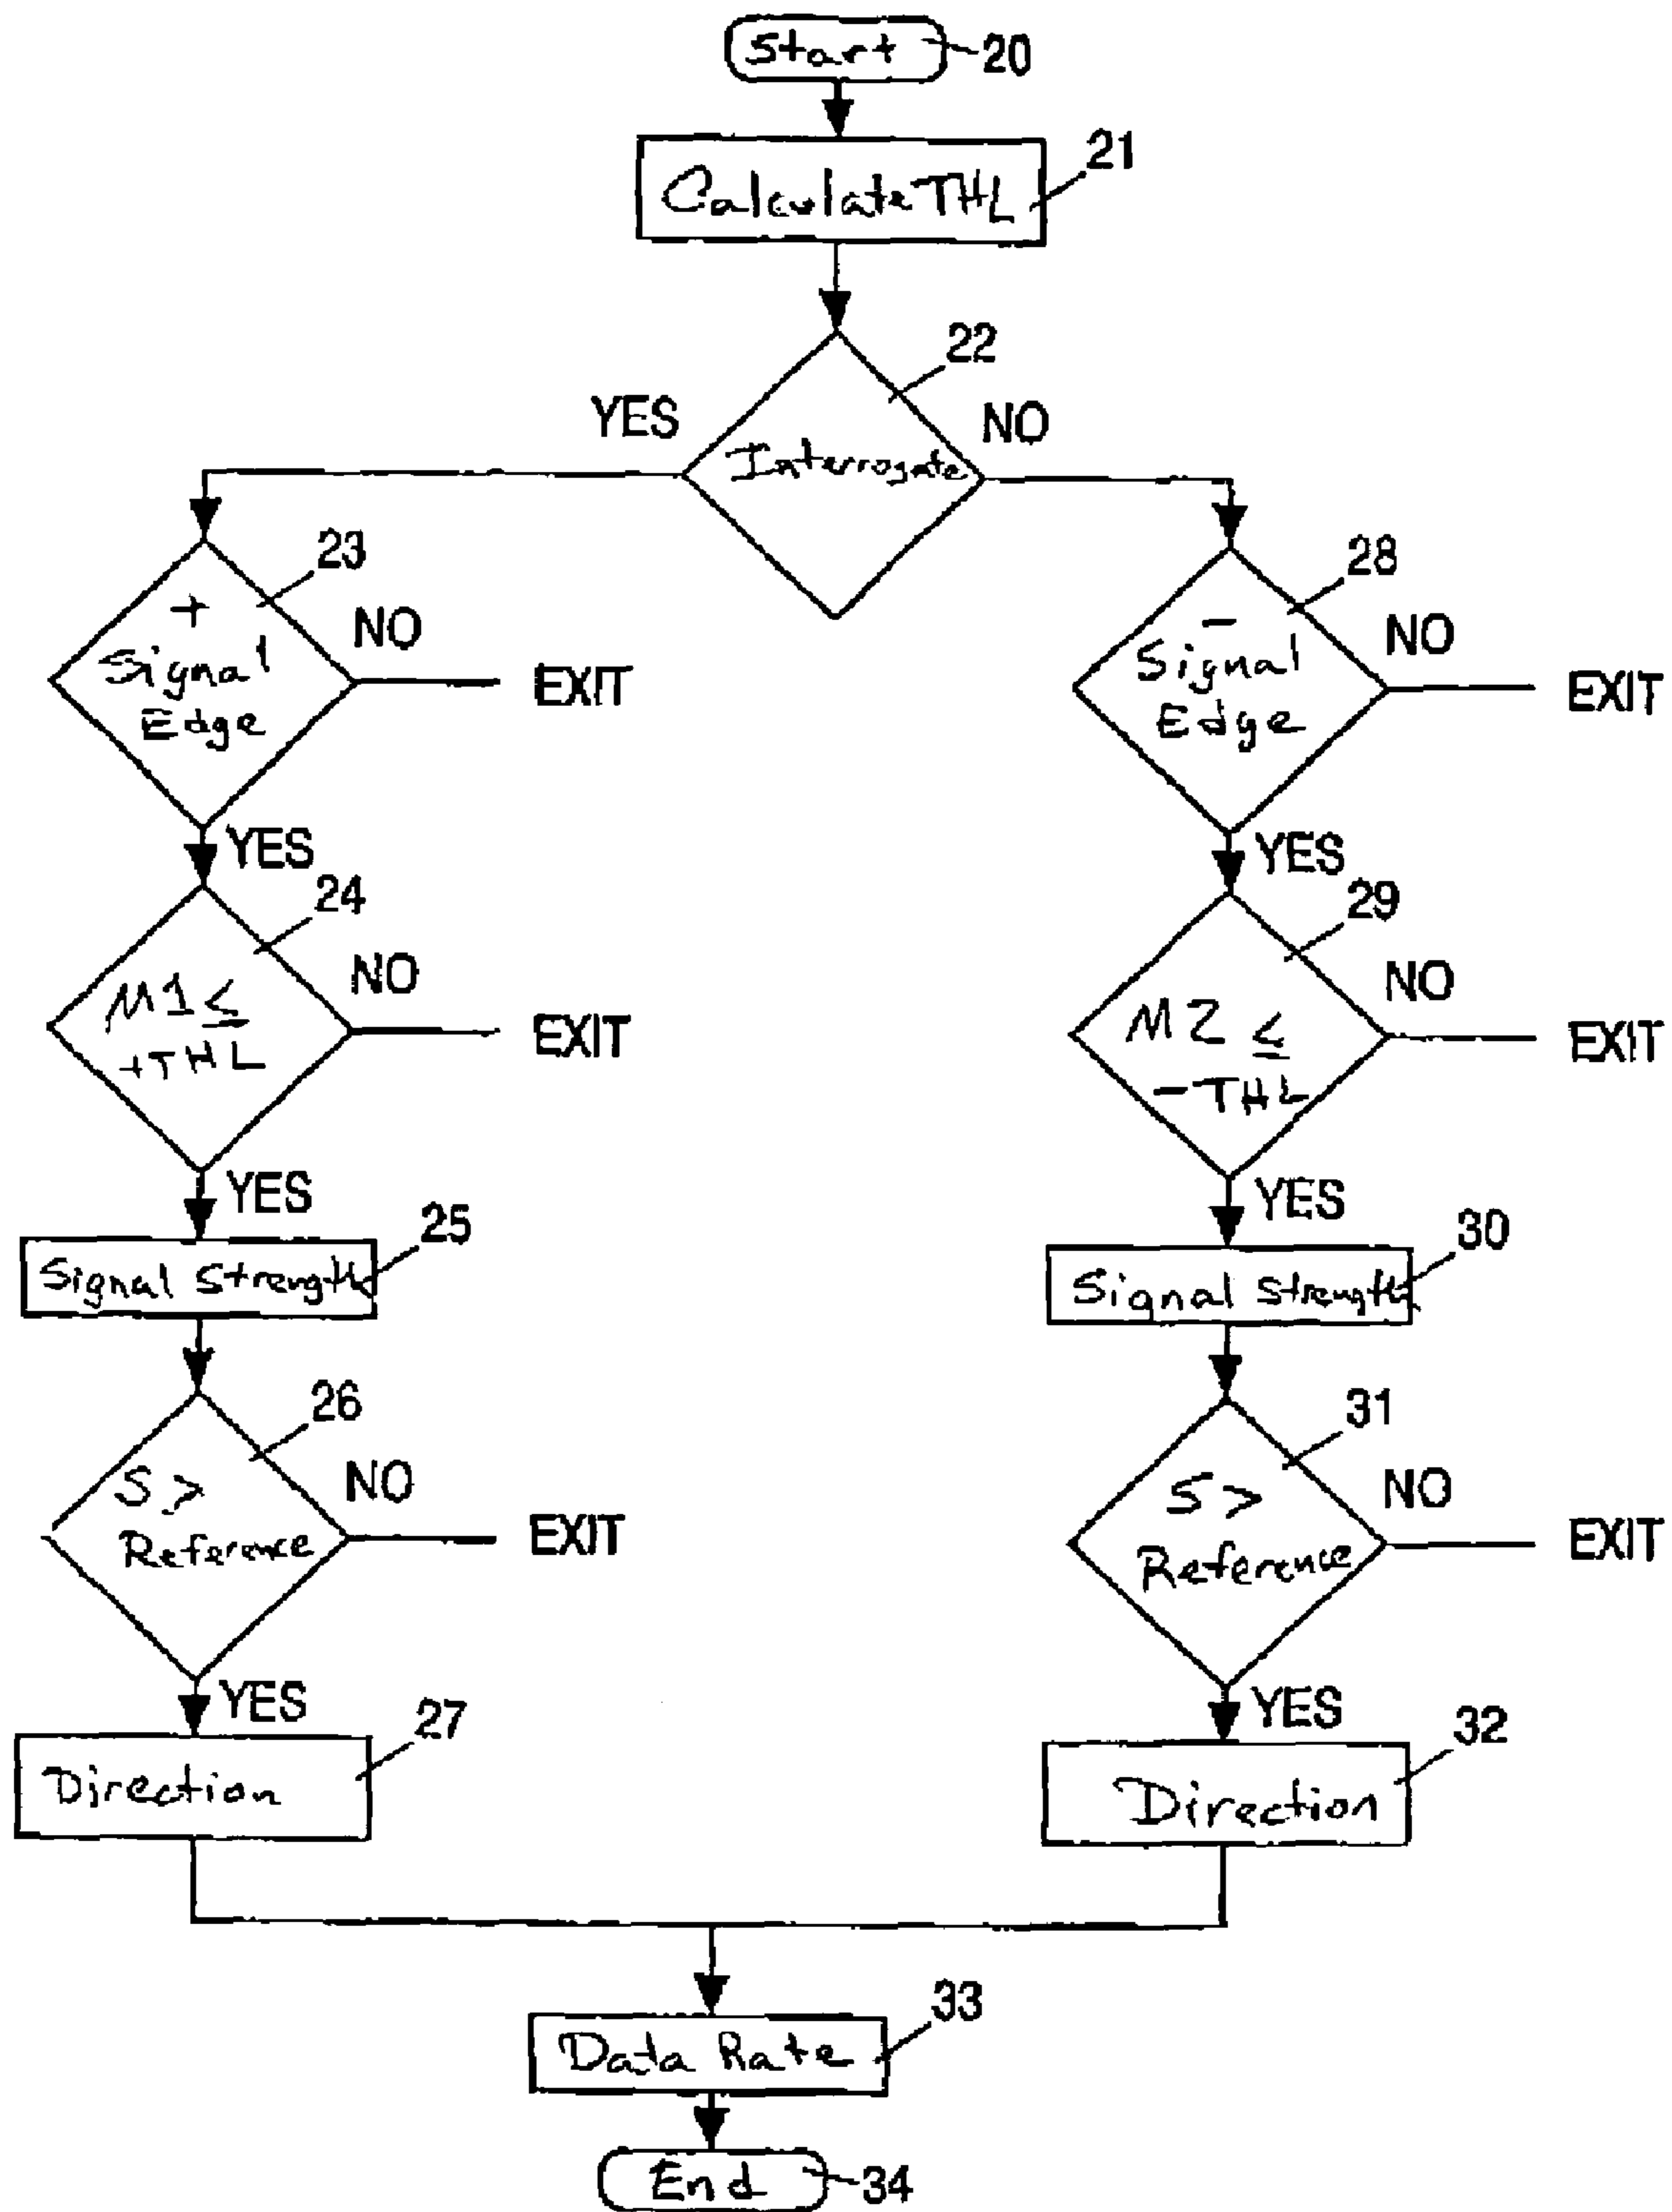 Start
20
Calculate THL
21
22
YES
NO
Interrogate
23
+
Signal
Edge
NO
EXIT
28
-
Signal
Edge
NO
EXIT
YES
YES
24
M1 ≤
+THL
NO
EXIT
29
M2 ≤
-THL
NO
EXIT
YES
YES
25
Signal Strength
30
Signal Strength
26
S >
Reference
NO
EXIT
31
S >
Reference
NO
EXIT
YES
YES
27
Direction
32
Direction
33
Data Rate
End
34